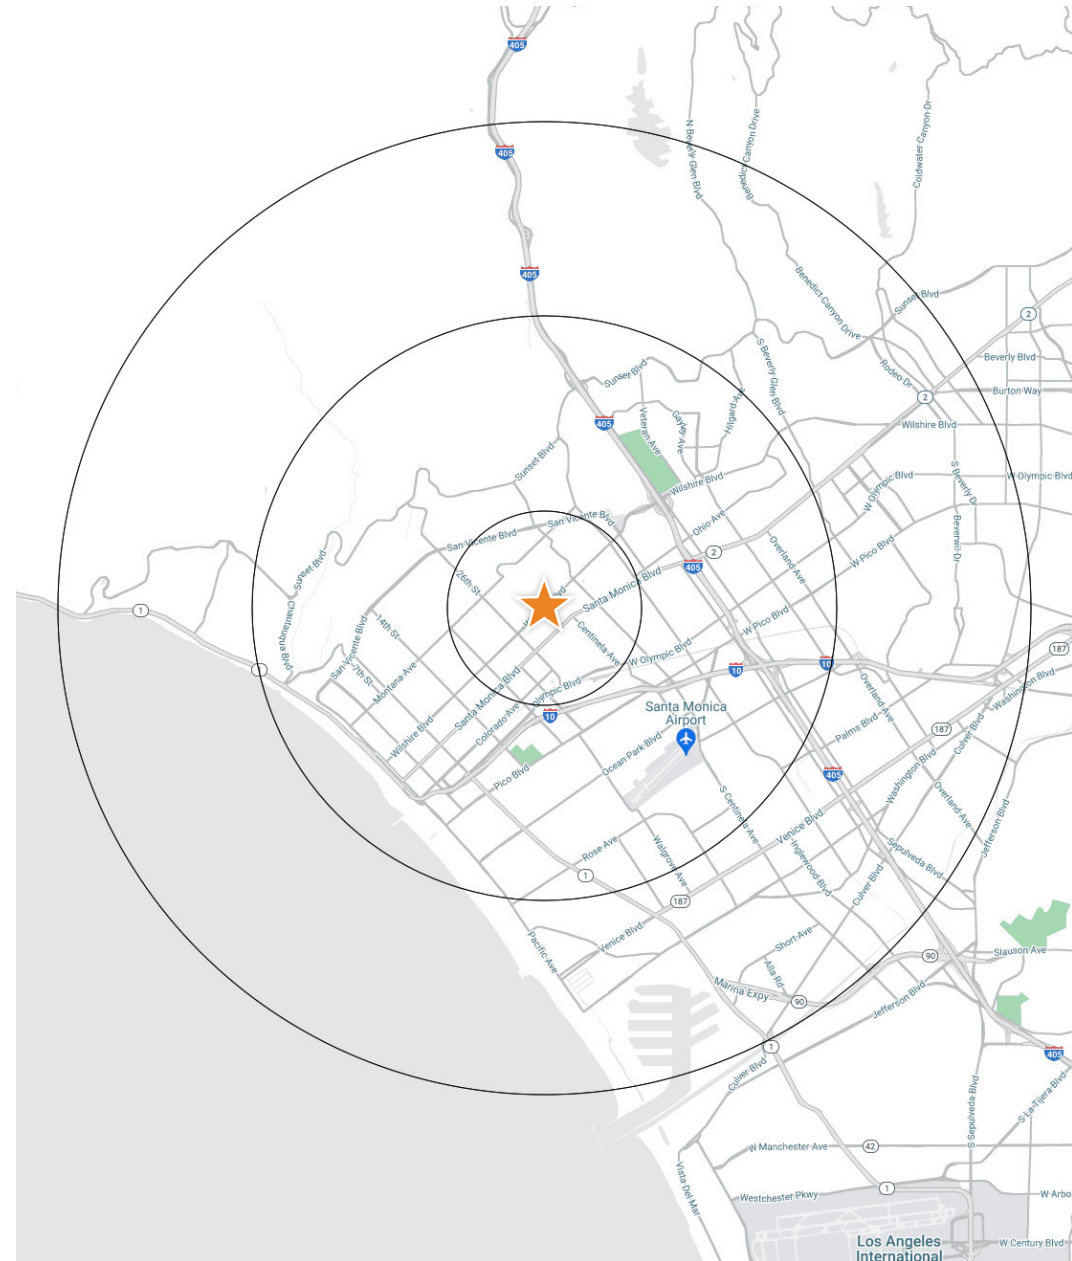 405
405
N Beverly Glen Blvd
Benedict Canyon Drive
Coldwater Canyon Dr
405
Benedict Canyon Drive
Sunset Blvd
2
S Beverly Glen Blvd
Beverly Blvd
Sunset Blvd
Rodeo Dr
Burton Way
Hilgard Ave
2
405
Veteran Ave
Gayley Ave
Wilshire Blvd
Sunset Blvd
Wilshire Blvd
W Olympic Blvd
S Beverly Dr
W Olympic Blvd
San Vicente Blvd
San Vicente Blvd
Ohio Ave
Beverwil Dr
2
Overland Ave
W Pico Blvd
Sunset Blvd
405
26th St
Santa Monica Blvd
1
Chautauqua Blvd
14th St
W Pico Blvd
San Vicente Blvd
Centinela Ave
W Olympic Blvd
187
7th St
Montana Ave
10
10
Olympic Blvd
Overland Ave
Washington Blvd
Santa Monica Blvd
Santa Monica
Airport
10
Colorado Ave
Wilshire Blvd
Palms Blvd
187
Culver Blvd
Ocean Park Blvd
Pico Blvd
405
Washington Blvd
Overland Ave
S Centinela Ave
Venice Blvd
Jefferson Blvd
Rose Ave
Walgrove Ave
Inglewood Blvd
Sepulveda Blvd
1
Culver Blvd
187
Venice Blvd
Short Ave
Pacific Ave
90
Slauson Ave
Alla Rd
Marina Expy
90
Jefferson Blvd
1
405
Culver Blvd
S La Tijera Blvd
S Sepulveda Blvd
W Manchester Ave
42
Vista Del Mar
Westchester Pkwy
1
W Arbo
Los Angeles
International
W Century Blvd